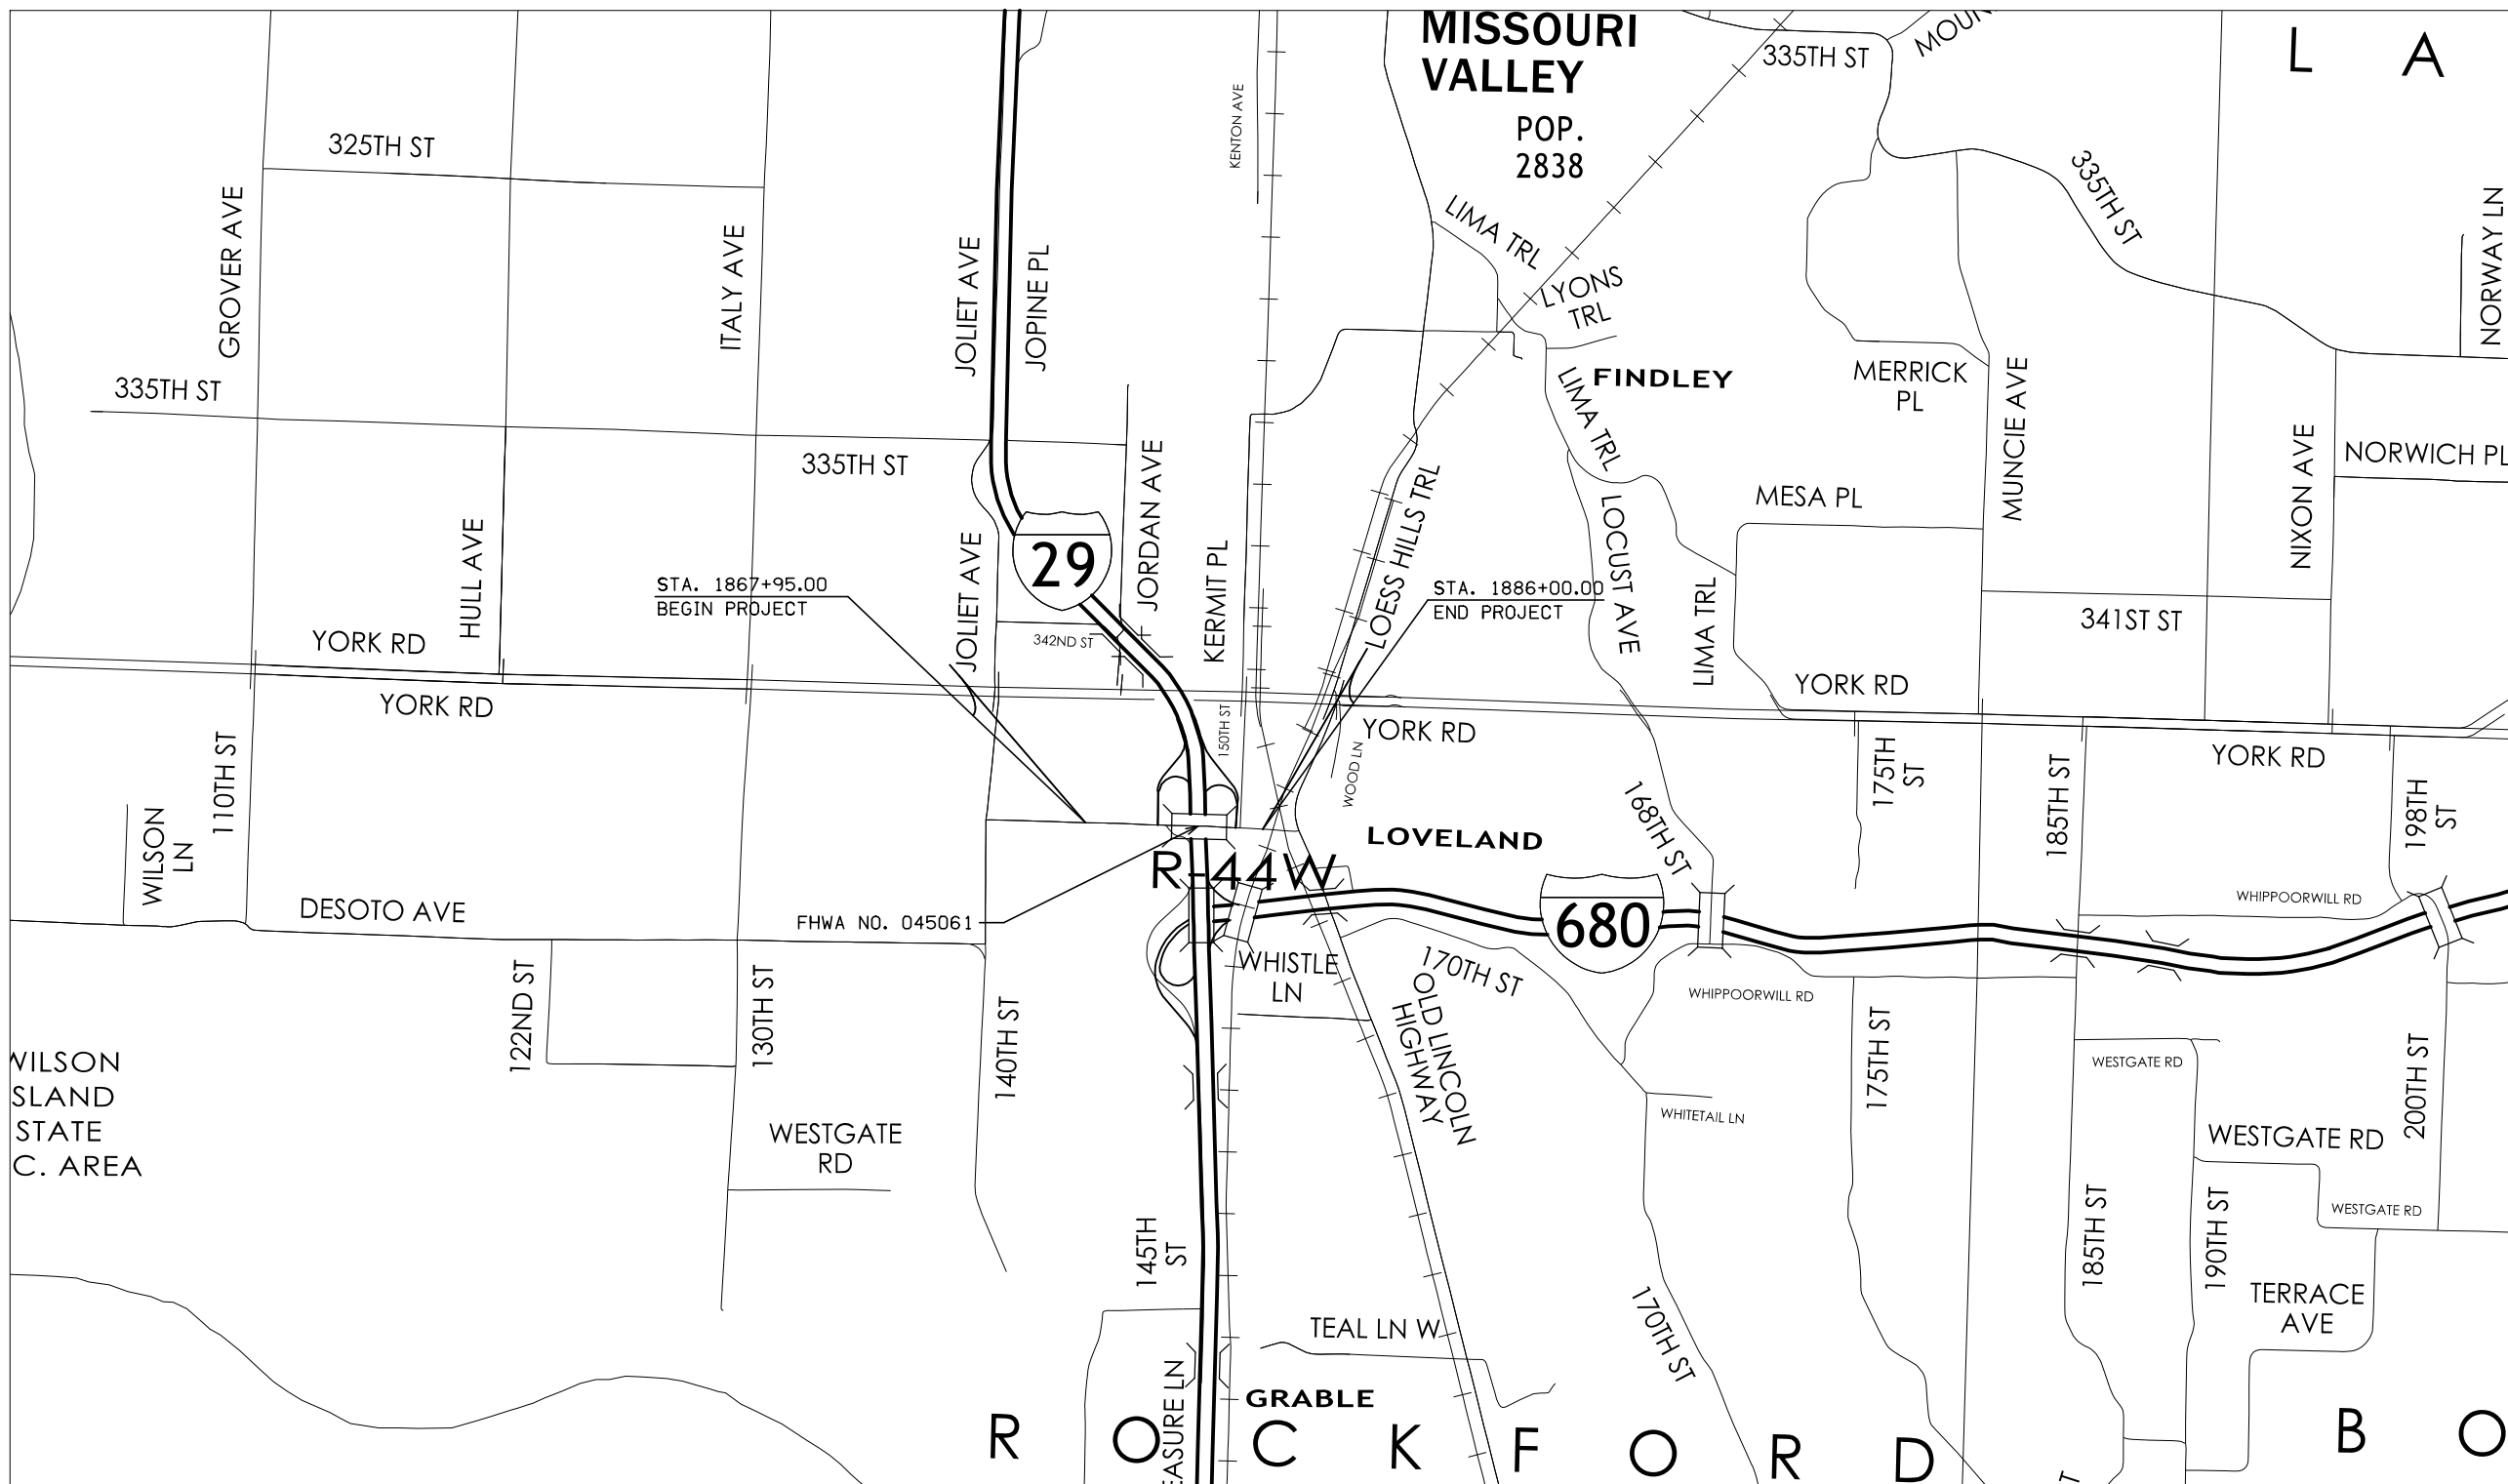 MISSOURI
VALLEY
POP.
2838
335TH ST
L A
325TH ST
KENTON AVE
335TH ST
GROVER AVE
ITALY AVE
JOLIET AVE
JOPINE PL
LIMA TRL
LYONS
TRL
NORWAY LN
335TH ST
FINDLEY
MERRICK
PL
LIMA TRL
MUNCIE AVE
335TH ST
NORWICH PL
MESA PL
JORDAN AVE
LOESS HILLS TRL
LOCUST AVE
NIXON AVE
HULL AVE
JOLIET AVE
29
KERMIT PL
STA. 1867+95.00
BEGIN PROJECT
STA. 1886+00.00
END PROJECT
LIMA TRL
341ST ST
342ND ST
YORK RD
YORK RD
YORK RD
YORK RD
YORK RD
110TH ST
150TH ST
WOOD LN
175TH
ST
185TH ST
198TH
ST
WILSON
LN
168TH ST
LOVELAND
R-44W
WHIPPOORWILL RD
DESOTO AVE
FHWA NO. 045061
680
WHISTLE
LN
170TH ST
OLD LINCOLN
HIGHWAY
WHIPPOORWILL RD
122ND ST
130TH ST
140TH ST
175TH ST
200TH ST
WILSON
SLAND
STATE
C. AREA
WESTGATE RD
WHITETAIL LN
WESTGATE
RD
WESTGATE RD
WESTGATE RD
145TH
ST
185TH ST
190TH ST
TERRACE
AVE
TEAL LN W
170TH ST
EASURE LN
GRABLE
R O C K F O R D
B O